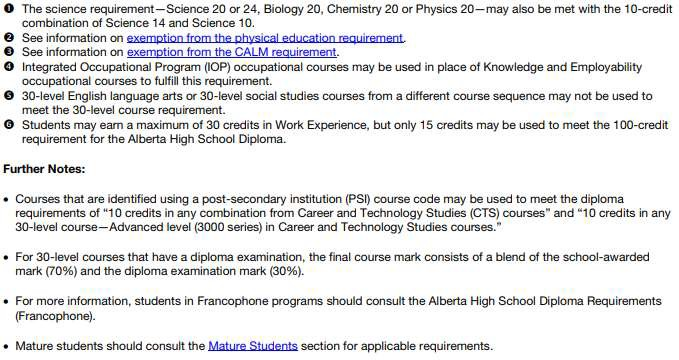 ❶ The science requirement—Science 20 or 24, Biology 20, Chemistry 20 or Physics 20—may also be met with the 10-credit
combination of Science 14 and Science 10.
❷ See information on exemption from the physical education requirement.
❸ See information on exemption from the CALM requirement.
❹ Integrated Occupational Program (IOP) occupational courses may be used in place of Knowledge and Employability
occupational courses to fulfill this requirement.
❺ 30-level English language arts or 30-level social studies courses from a different course sequence may not be used to
meet the 30-level course requirement.
❻ Students may earn a maximum of 30 credits in Work Experience, but only 15 credits may be used to meet the 100-credit
requirement for the Alberta High School Diploma.
Further Notes:
• Courses that are identified using a post-secondary institution (PSI) course code may be used to meet the diploma
requirements of “10 credits in any combination from Career and Technology Studies (CTS) courses” and “10 credits in any
30-level course—Advanced level (3000 series) in Career and Technology Studies courses.”
• For 30-level courses that have a diploma examination, the final course mark consists of a blend of the school-awarded
mark (70%) and the diploma examination mark (30%).
• For more information, students in Francophone programs should consult the Alberta High School Diploma Requirements
(Francophone).
• Mature students should consult the Mature Students section for applicable requirements.